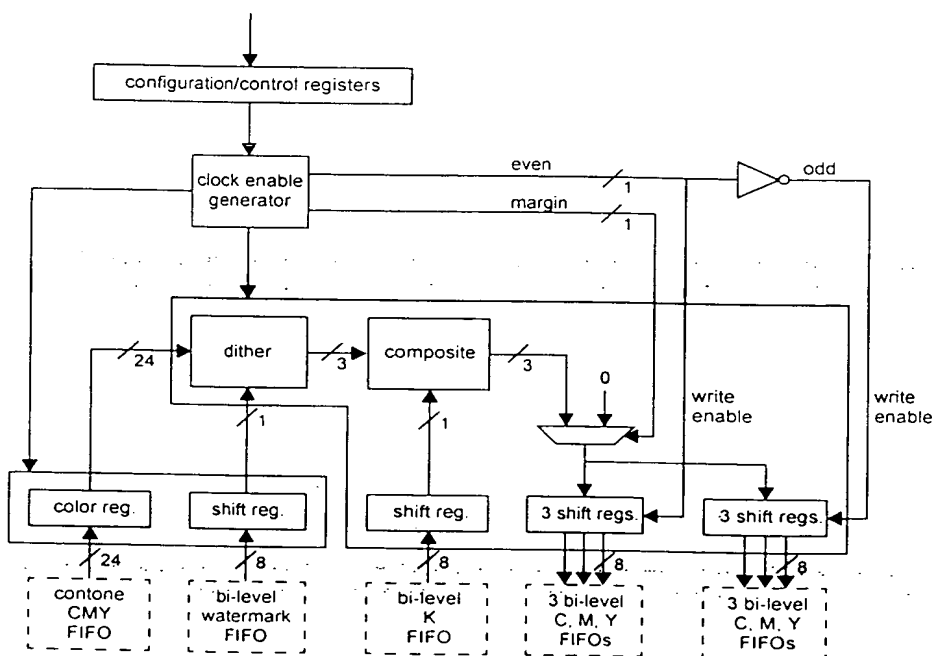 configuration/control registers
clock enable
generator
even
1
odd
margin
1
dither
composite
24
3
3
0
write
enable
write
enable
1
1
color reg.
shift reg.
shift reg.
3 shift regs.
3 shift regs.
24
8
8
8
8
contone
CMY
FIFO
bi-level
watermark
FIFO
bi-level
K
FIFO
3 bi-level
C, M, Y
FIFOs
3 bi-level
C, M, Y
FIFOs